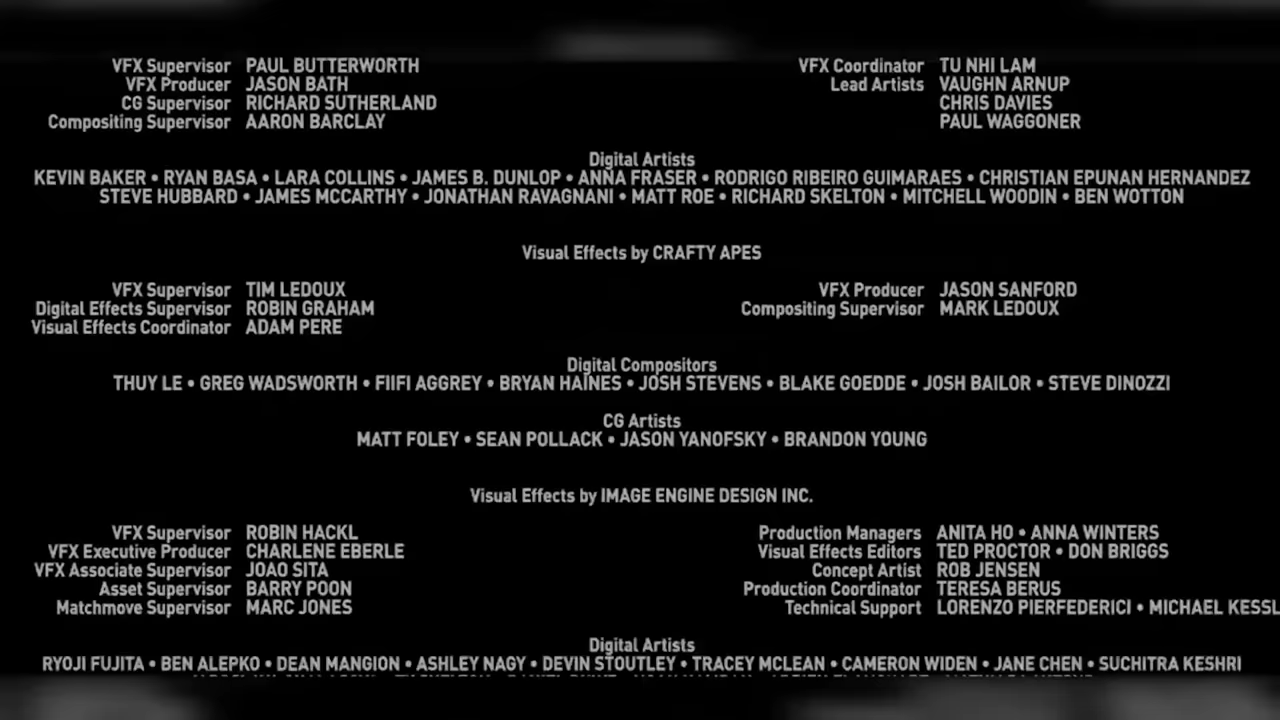 VFX Supervisor PAUL BUTTERWORTH
VFX Producer JASON BATH
CG Supervisor RICHARD SUTHERLAND
Compositing Supervisor AARON BARCLAY
VFX Coordinator TU NHI LAM
Lead Artists VAUGHN ARNUP
CHRIS DAVIES
PAUL WAGGONER
Digital Artists
KEVIN BAKER • RYAN BASA • LARA COLLINS • JAMES B. DUNLOP • ANNA FRASER • RODRIGO RIBEIRO GUIMARAES • CHRISTIAN EPUNAN HERNANDEZ
STEVE HUBBARD • JAMES MCCARTHY • JONATHAN RAVAGNANI • MATT ROE • RICHARD SKELTON • MITCHELL WOODIN • BEN WOTTON
Visual Effects by CRAFTY APES
VFX Supervisor TIM LEDOUX
Digital Effects Supervisor ROBIN GRAHAM
Visual Effects Coordinator ADAM PERE
VFX Producer JASON SANFORD
Compositing Supervisor MARK LEDOUX
Digital Compositors
THUY LE • GREG WADSWORTH • FIIFI AGGREY • BRYAN HAINES • JOSH STEVENS • BLAKE GOEDDE • JOSH BAILOR • STEVE DINOZZI
CG Artists
MATT FOLEY • SEAN POLLACK • JASON YANOFSKY • BRANDON YOUNG
Visual Effects by IMAGE ENGINE DESIGN INC.
VFX Supervisor ROBIN HACKL
VFX Executive Producer CHARLENE EBERLE
VFX Associate Supervisor JOAO SITA
Asset Supervisor BARRY POON
Matchmove Supervisor MARC JONES
Production Managers ANITA HO • ANNA WINTERS
Visual Effects Editors TED PROCTOR • DON BRIGGS
Concept Artist ROB JENSEN
Production Coordinator TERESA BERUS
Technical Support LORENZO PIERFEDERICI • MICHAEL KESSL
Digital Artists
RYOJI FUJITA • BEN ALEPKO • DEAN MANGION • ASHLEY NAGY • DEVIN STOUTLEY • TRACEY MCLEAN • CAMERON WIDEN • JANE CHEN • SUCHITRA KESHRI